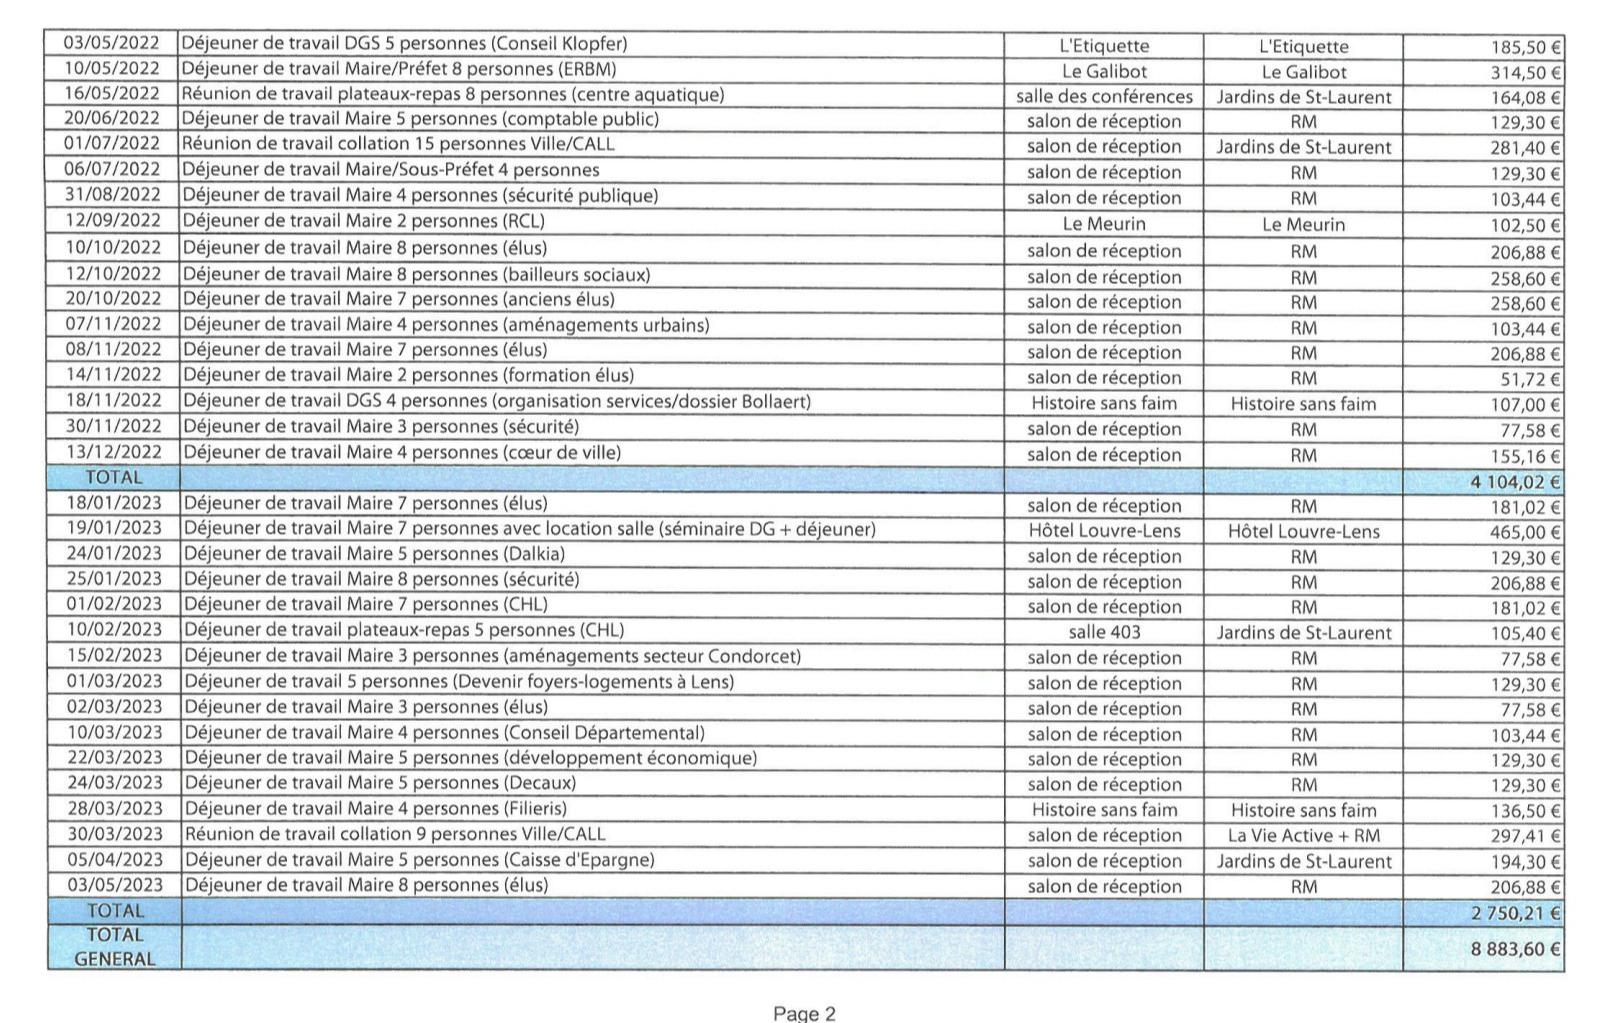 03/05/2022 Déjeuner de travail DGS 5 personnes (Conseil Klopfer) L'Etiquette L'Etiquette 185,50 €
10/05/2022 Déjeuner de travail Maire/Préfet 8 personnes (ERBM) Le Galibot Le Galibot 314,50 €
16/05/2022 Réunion de travail plateaux-repas 8 personnes (centre aquatique) salle des conférences Jardins de St-Laurent 164,08 €
20/06/2022 Déjeuner de travail Maire 5 personnes (comptable public) salon de réception RM 129,30 €
01/07/2022 Réunion de travail collation 15 personnes Ville/CALL salon de réception Jardins de St-Laurent 281,40 €
06/07/2022 Déjeuner de travail Maire/Sous-Préfet 4 personnes salon de réception RM 129,30 €
31/08/2022 Déjeuner de travail Maire 4 personnes (sécurité publique) salon de réception RM 103,44 €
12/09/2022 Déjeuner de travail Maire 2 personnes (RCL) Le Meurin Le Meurin 102,50 €
10/10/2022 Déjeuner de travail Maire 8 personnes (élus) salon de réception RM 206,88 €
12/10/2022 Déjeuner de travail Maire 8 personnes (bailleurs sociaux) salon de réception RM 258,60 €
20/10/2022 Déjeuner de travail Maire 7 personnes (anciens élus) salon de réception RM 258,60 €
07/11/2022 Déjeuner de travail Maire 4 personnes (aménagements urbains) salon de réception RM 103,44 €
08/11/2022 Déjeuner de travail Maire 7 personnes (élus) salon de réception RM 206,88 €
14/11/2022 Déjeuner de travail Maire 2 personnes (formation élus) salon de réception RM 51,72 €
18/11/2022 Déjeuner de travail DGS 4 personnes (organisation services/dossier Bollaert) Histoire sans faim Histoire sans faim 107,00 €
30/11/2022 Déjeuner de travail Maire 3 personnes (sécurité) salon de réception RM 77,58 €
13/12/2022 Déjeuner de travail Maire 4 personnes (cœur de ville) salon de réception RM 155,16 €
TOTAL 4 104,02 €
18/01/2023 Déjeuner de travail Maire 7 personnes (élus) salon de réception RM 181,02 €
19/01/2023 Déjeuner de travail Maire 7 personnes avec location salle (séminaire DG + déjeuner) Hôtel Louvre-Lens Hôtel Louvre-Lens 465,00 €
24/01/2023 Déjeuner de travail Maire 5 personnes (Dalkia) salon de réception RM 129,30 €
25/01/2023 Déjeuner de travail Maire 8 personnes (sécurité) salon de réception RM 206,88 €
01/02/2023 Déjeuner de travail Maire 7 personnes (CHL) salon de réception RM 181,02 €
10/02/2023 Déjeuner de travail plateaux-repas 5 personnes (CHL) salle 403 Jardins de St-Laurent 105,40 €
15/02/2023 Déjeuner de travail Maire 3 personnes (aménagements secteur Condorcet) salon de réception RM 77,58 €
01/03/2023 Déjeuner de travail 5 personnes (Devenir foyers-logements à Lens) salon de réception RM 129,30 €
02/03/2023 Déjeuner de travail Maire 3 personnes (élus) salon de réception RM 77,58 €
10/03/2023 Déjeuner de travail Maire 4 personnes (Conseil Départemental) salon de réception RM 103,44 €
22/03/2023 Déjeuner de travail Maire 5 personnes (développement économique) salon de réception RM 129,30 €
24/03/2023 Déjeuner de travail Maire 5 personnes (Decaux) salon de réception RM 129,30 €
28/03/2023 Déjeuner de travail Maire 4 personnes (Filieris) Histoire sans faim Histoire sans faim 136,50 €
30/03/2023 Réunion de travail collation 9 personnes Ville/CALL salon de réception La Vie Active + RM 297,41 €
05/04/2023 Déjeuner de travail Maire 5 personnes (Caisse d'Epargne) salon de réception Jardins de St-Laurent 194,30 €
03/05/2023 Déjeuner de travail Maire 8 personnes (élus) salon de réception RM 206,88 €
TOTAL 2 750,21 €
TOTAL
GENERAL 8 883,60 €
Page 2